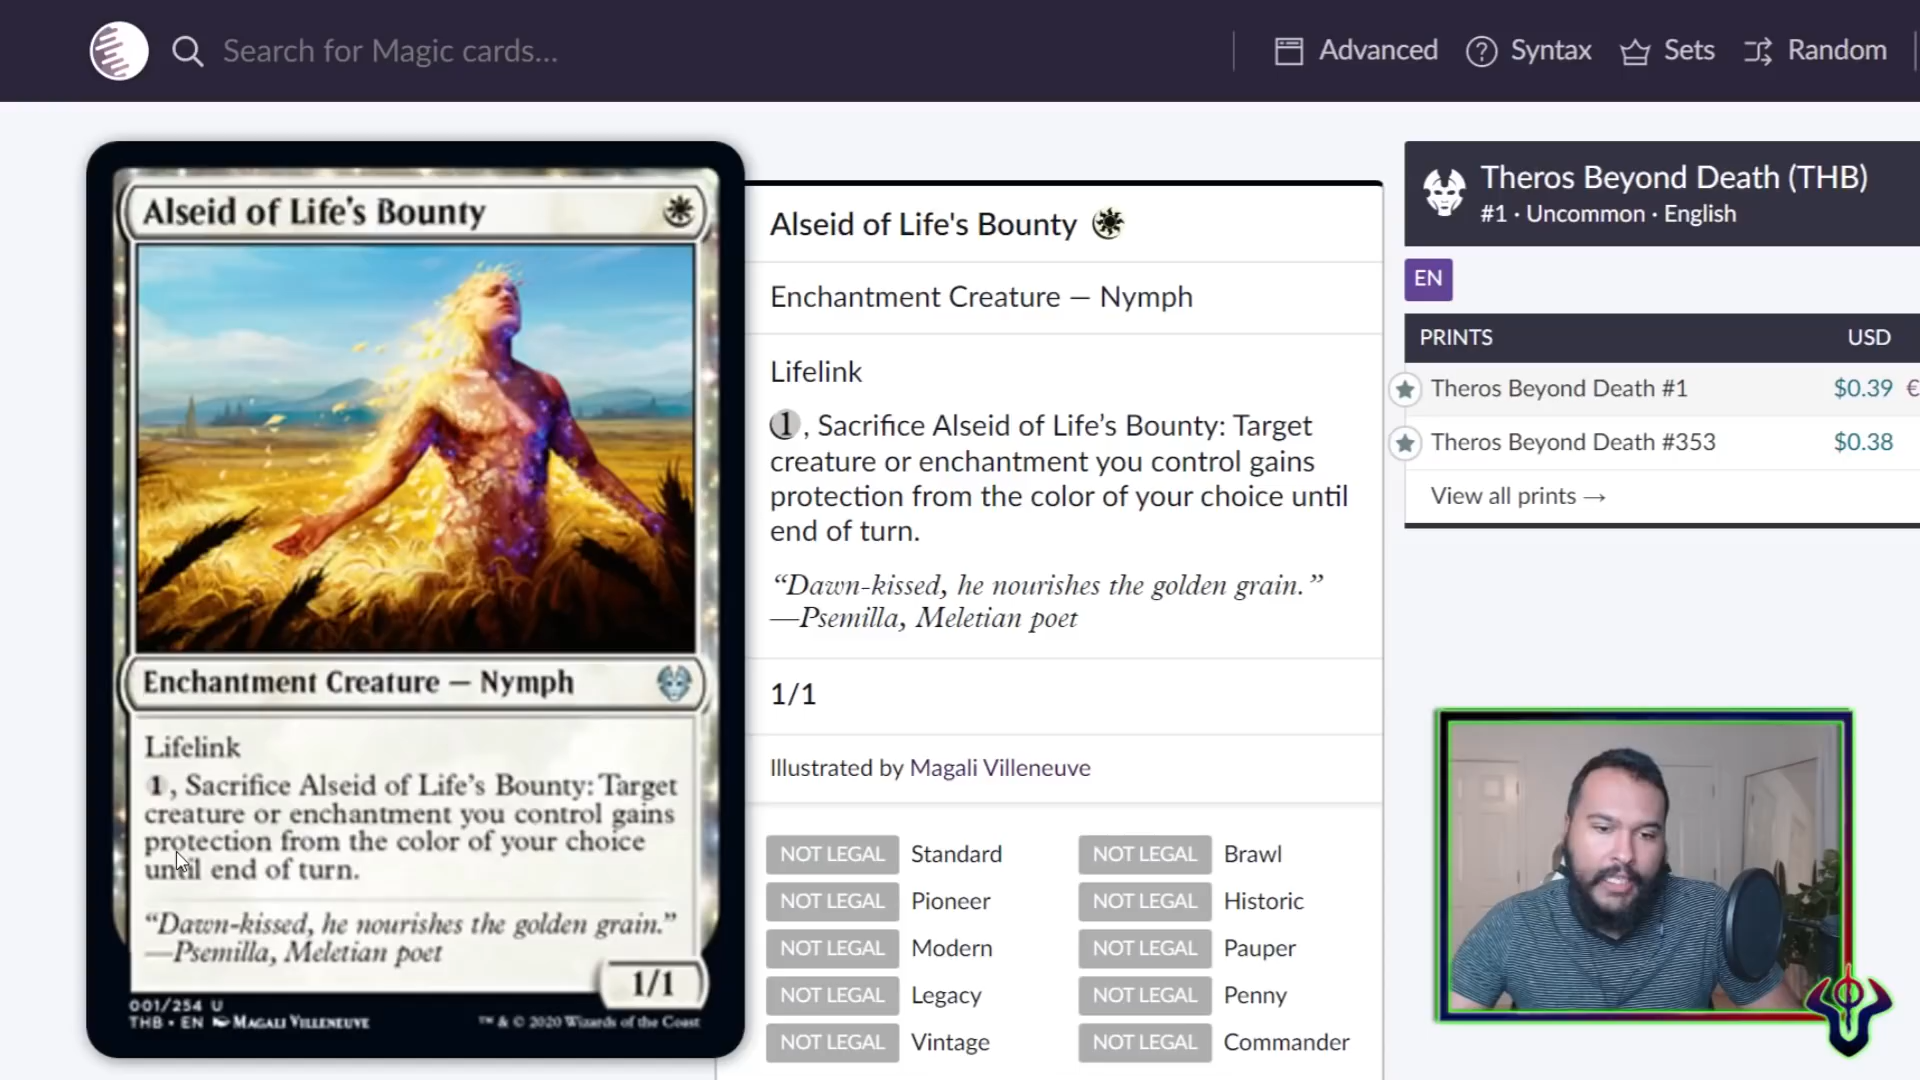 Search for Magic cards...
Advanced
Syntax
Sets
Random
Alseid of Life's Bounty
Enchantment Creature — Nymph
Lifelink
1, Sacrifice Alseid of Life's Bounty: Target
creature or enchantment you control gains
protection from the color of your choice
until end of turn.
“Dawn-kissed, he nourishes the golden grain.”
—Psemilla, Meletian poet
1/1
001/254 U
THB • EN MAGALI VILLENEUVE
™ & © 2020 Wizards of the Coast
Alseid of Life's Bounty
Enchantment Creature — Nymph
Lifelink
1, Sacrifice Alseid of Life’s Bounty: Target
creature or enchantment you control gains
protection from the color of your choice until
end of turn.
“Dawn-kissed, he nourishes the golden grain.”
—Psemilla, Meletian poet
1/1
Illustrated by Magali Villeneuve
NOT LEGAL Standard NOT LEGAL Brawl
NOT LEGAL Pioneer NOT LEGAL Historic
NOT LEGAL Modern NOT LEGAL Pauper
NOT LEGAL Legacy NOT LEGAL Penny
NOT LEGAL Vintage NOT LEGAL Commander
Theros Beyond Death (THB)
#1 · Uncommon · English
EN
PRINTS USD
Theros Beyond Death #1 $0.39 €
Theros Beyond Death #353 $0.38
View all prints →